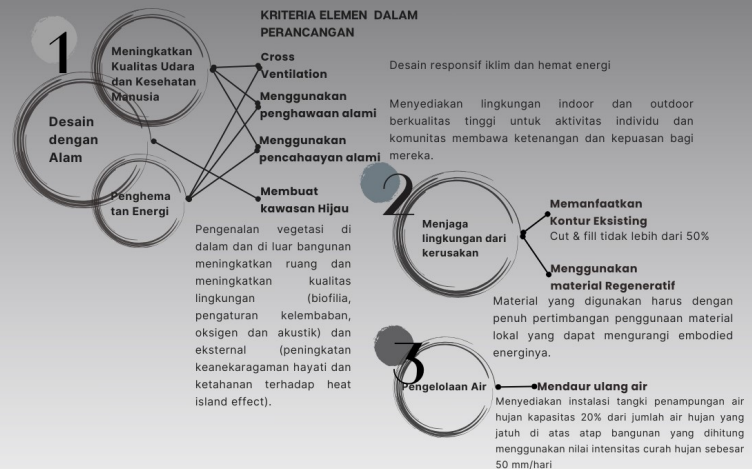 KRITERIA ELEMEN DALAM
PERANCANGAN
1
Meningkatkan
Kualitas Udara
dan Kesehatan
Manusia
Desain
dengan
Alam
Penghema
tan Energi
Cross
Ventilation
Menggunakan
penghawaan alami
Menggunakan
pencahaayan alami
Membuat
kawasan Hijau
Pengenalan vegetasi di
dalam dan di luar bangunan
meningkatkan ruang dan
meningkatkan kualitas
lingkungan (biofilia,
pengaturan kelembaban,
oksigen dan akustik) dan
eksternal (peningkatan
keanekaragaman hayati dan
ketahanan terhadap heat
island effect).
Desain responsif iklim dan hemat energi
Menyediakan lingkungan indoor dan outdoor
berkualitas tinggi untuk aktivitas individu dan
komunitas membawa ketenangan dan kepuasan bagi
mereka.
2
Menjaga
lingkungan dari
kerusakan
Memanfaatkan
Kontur Eksisting
Cut & fill tidak lebih dari 50%
Menggunakan
material Regeneratif
Material yang digunakan harus dengan
penuh pertimbangan penggunaan material
lokal yang dapat mengurangi embodied
energinya.
3
Pengelolaan Air
Mendaur ulang air
Menyediakan instalasi tangki penampungan air
hujan kapasitas 20% dari jumlah air hujan yang
jatuh di atas atap bangunan yang dihitung
menggunakan nilai intensitas curah hujan sebesar
50 mm/hari